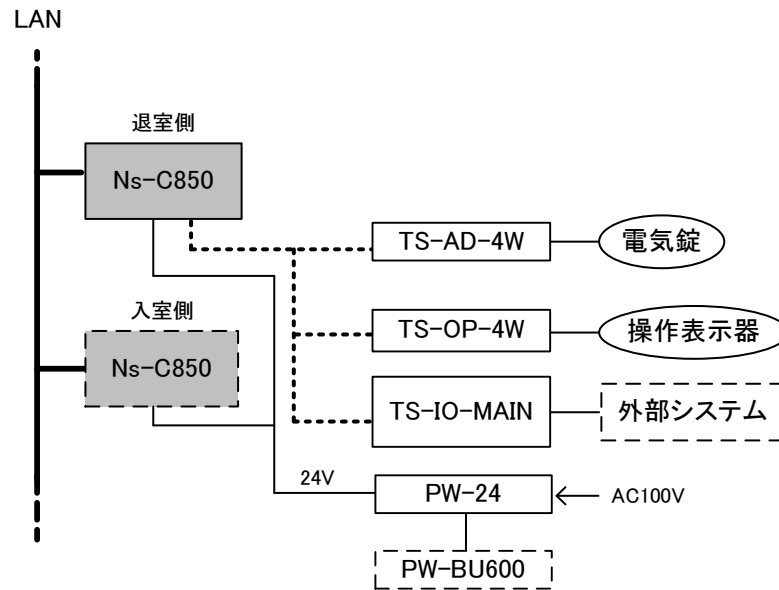 LAN
退室側
Ns-C850
TS-AD-4W
電気錠
入室側
TS-OP-4W
操作表示器
Ns-C850
TS-IO-MAIN
外部システム
24V
PW-24
AC100V
PW-BU600